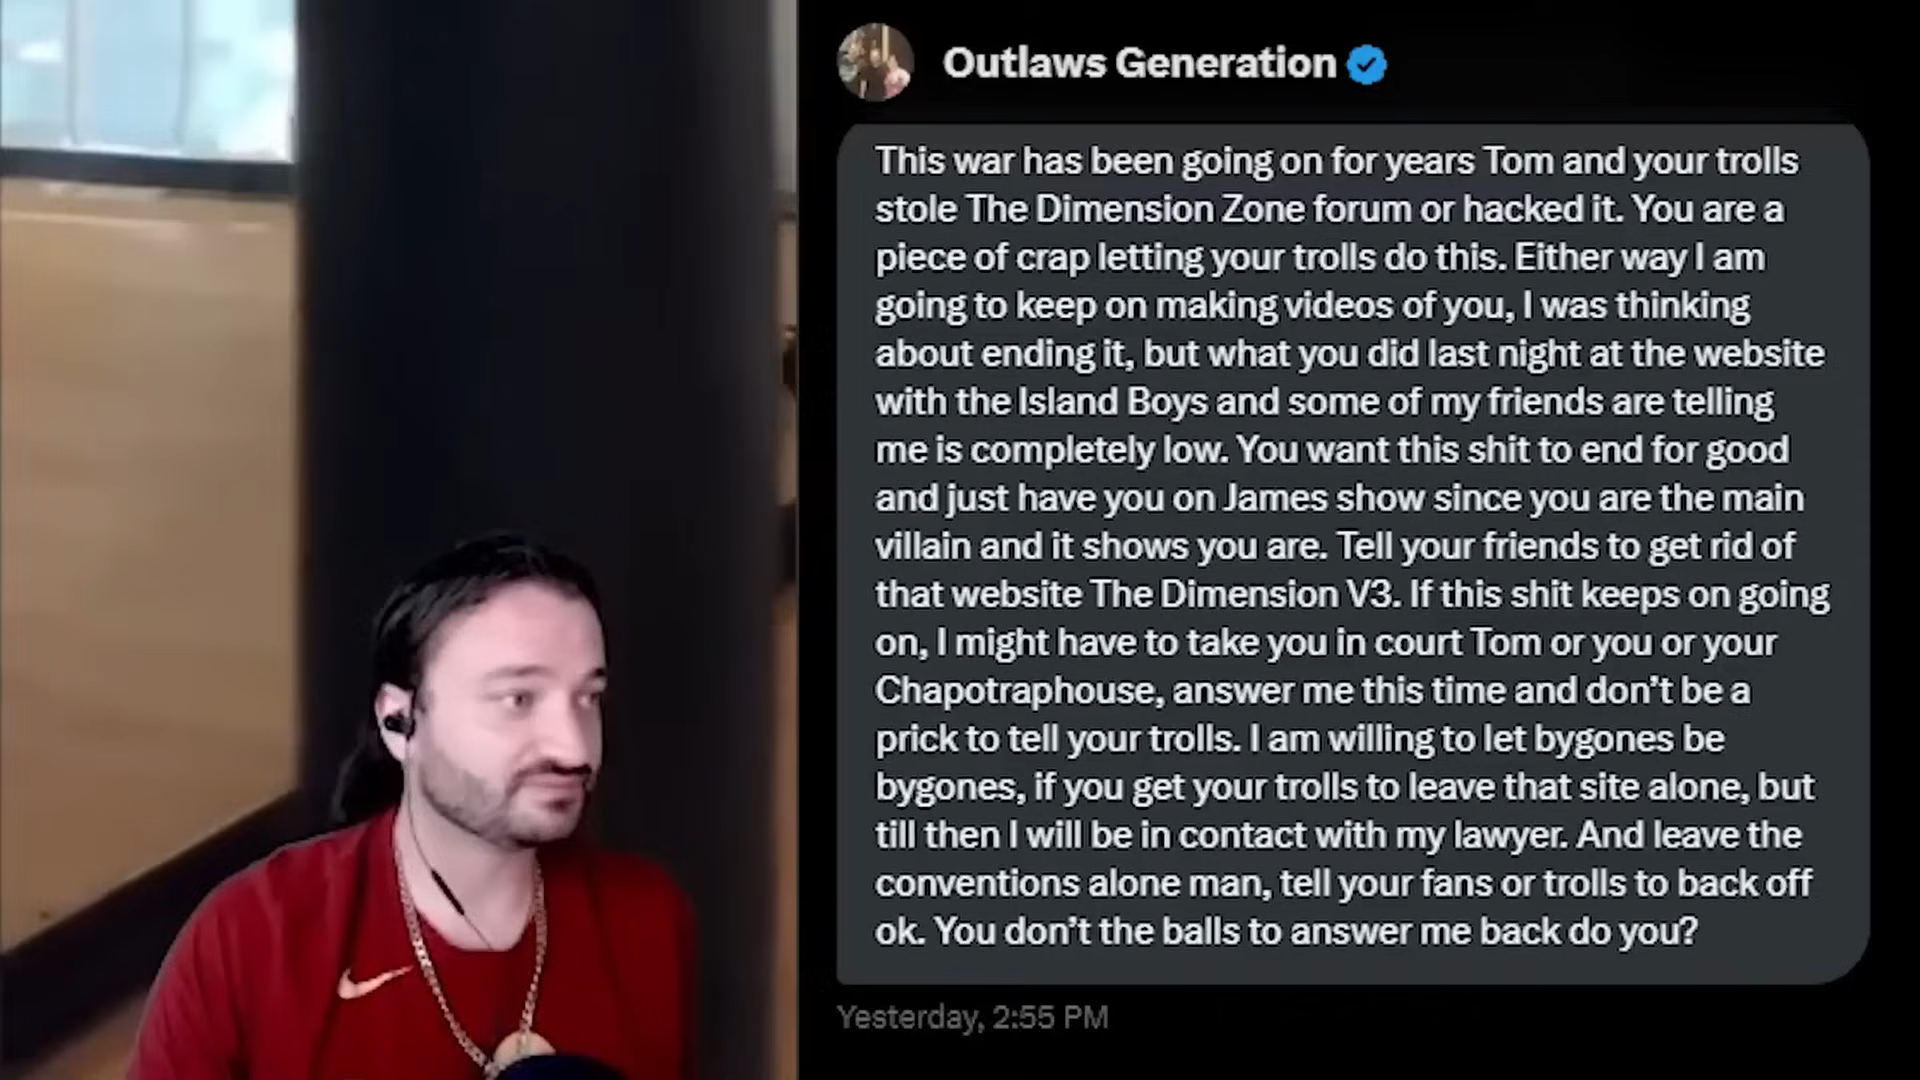 Outlaws Generation
This war has been going on for years Tom and your trolls
stole The Dimension Zone forum or hacked it. You are a
piece of crap letting your trolls do this. Either way I am
going to keep on making videos of you, I was thinking
about ending it, but what you did last night at the website
with the Island Boys and some of my friends are telling
me is completely low. You want this shit to end for good
and just have you on James show since you are the main
villain and it shows you are. Tell your friends to get rid of
that website The Dimension V3. If this shit keeps on going
on, I might have to take you in court Tom or you or your
Chapotraphouse, answer me this time and don’t be a
prick to tell your trolls. I am willing to let bygones be
bygones, if you get your trolls to leave that site alone, but
till then I will be in contact with my lawyer. And leave the
conventions alone man, tell your fans or trolls to back off
ok. You don’t the balls to answer me back do you?
Yesterday, 2:55 PM